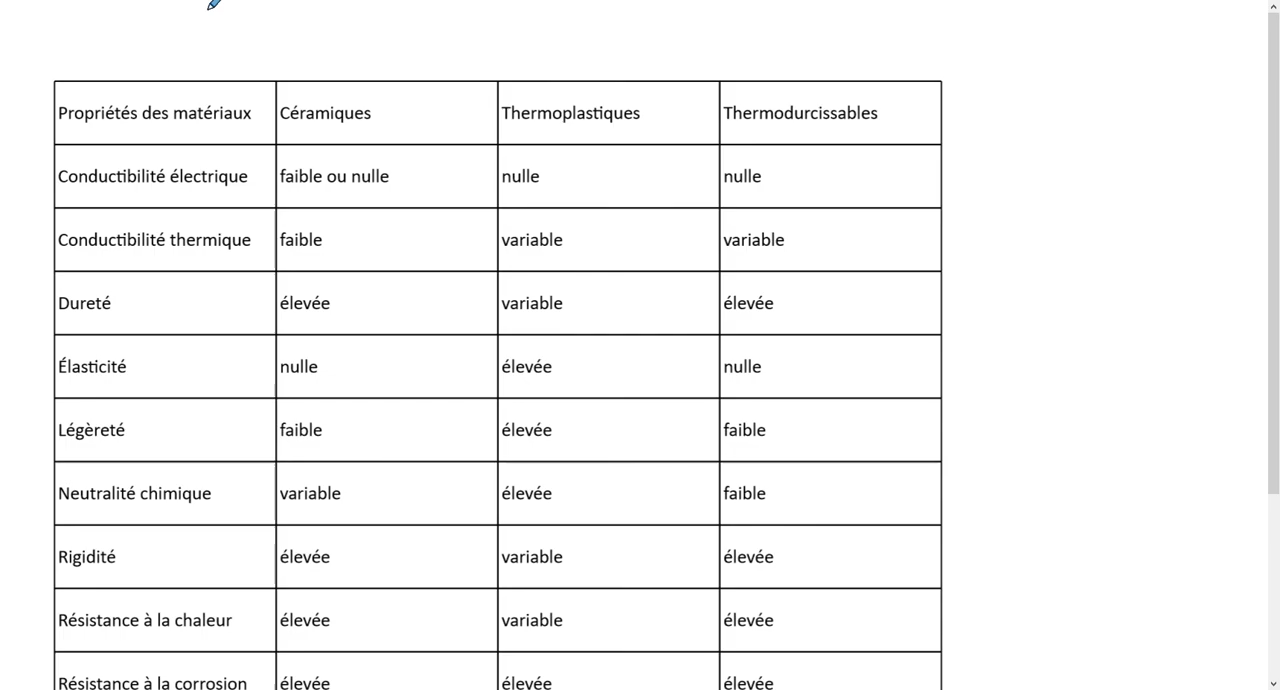 Propriétés des matériaux Céramiques Thermoplastiques Thermodurcissables
Conductibilité électrique faible ou nulle nulle nulle
Conductibilité thermique faible variable variable
Dureté élevée variable élevée
Élasticité nulle élevée nulle
Légèreté faible élevée faible
Neutralité chimique variable élevée faible
Rigidité élevée variable élevée
Résistance à la chaleur élevée variable élevée
Résistance à la corrosion élevée élevée élevée